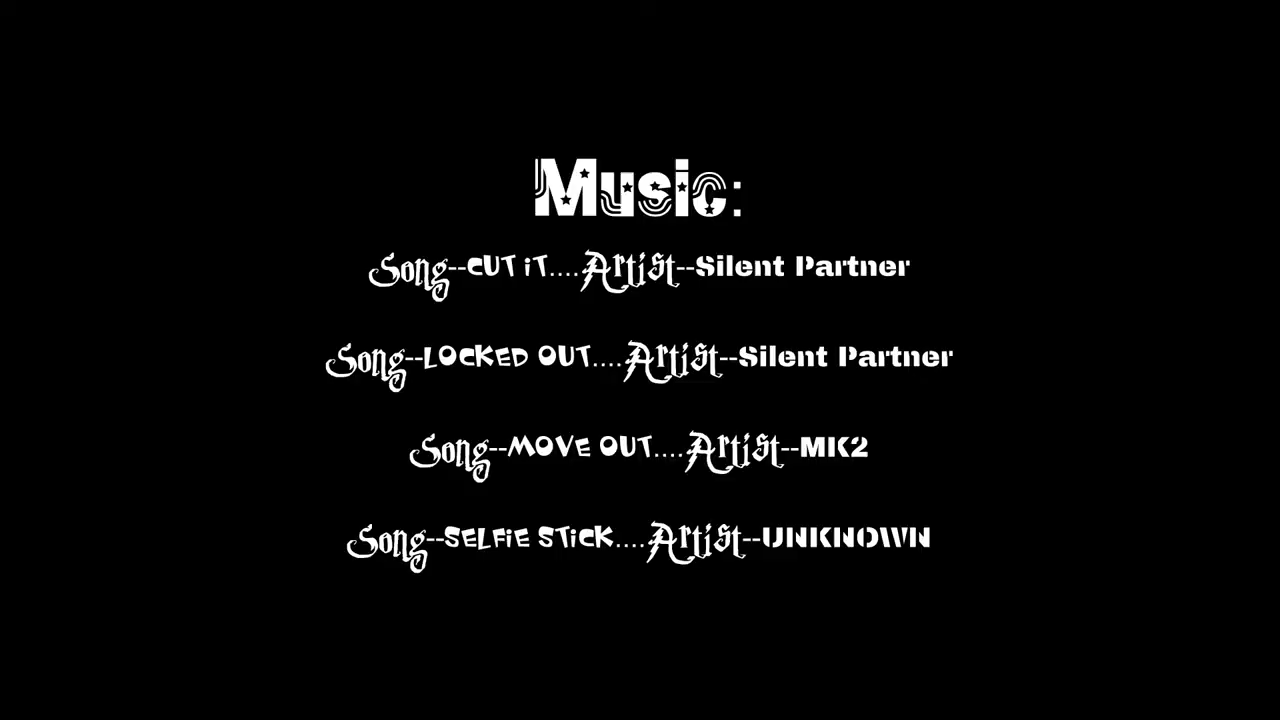 Music:
Song--CUT iT....Artist--Silent Partner
Song--LOCKED OUT....Artist--Silent Partner
Song--MOVE OUT....Artist--MK2
Song--SELFiE STiCK....Artist--UNKNOWN